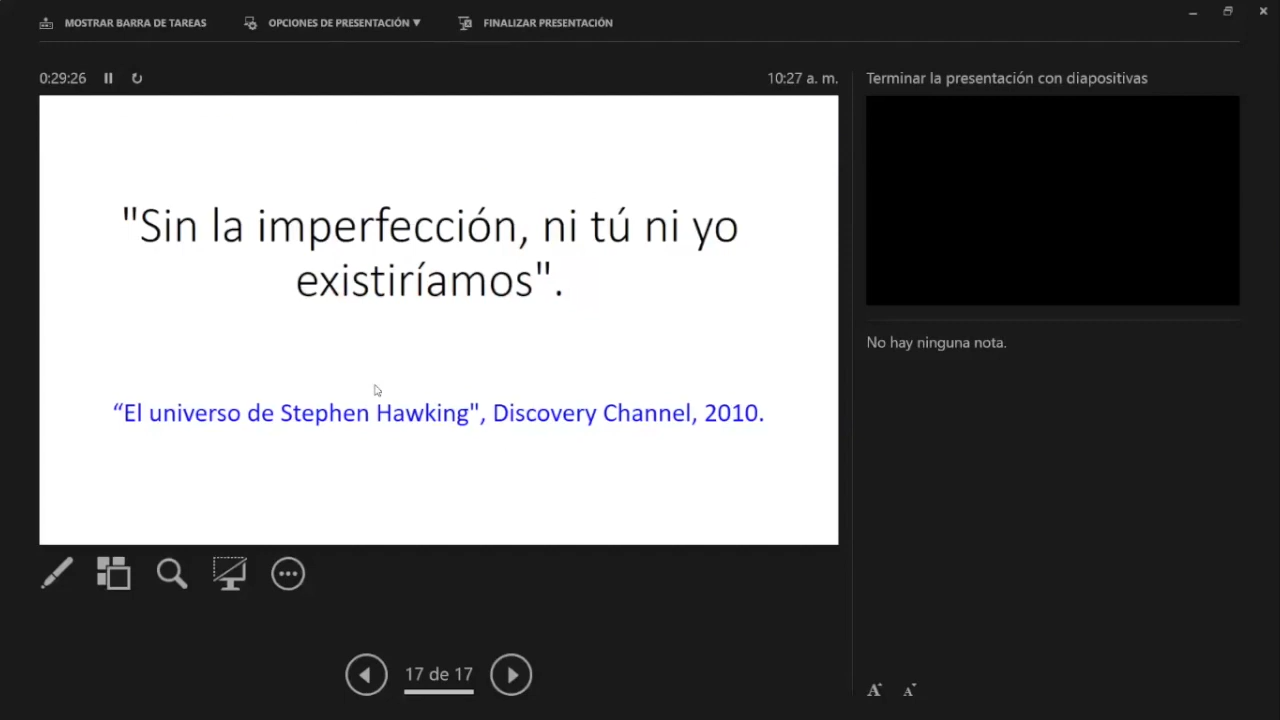 MOSTRAR BARRA DE TAREAS
OPCIONES DE PRESENTACIÓN ▼
FINALIZAR PRESENTACIÓN
0:29:26
10:27 a. m.
Terminar la presentación con diapositivas
"Sin la imperfección, ni tú ni yo
existiríamos".
“El universo de Stephen Hawking", Discovery Channel, 2010.
No hay ninguna nota.
17 de 17
A A